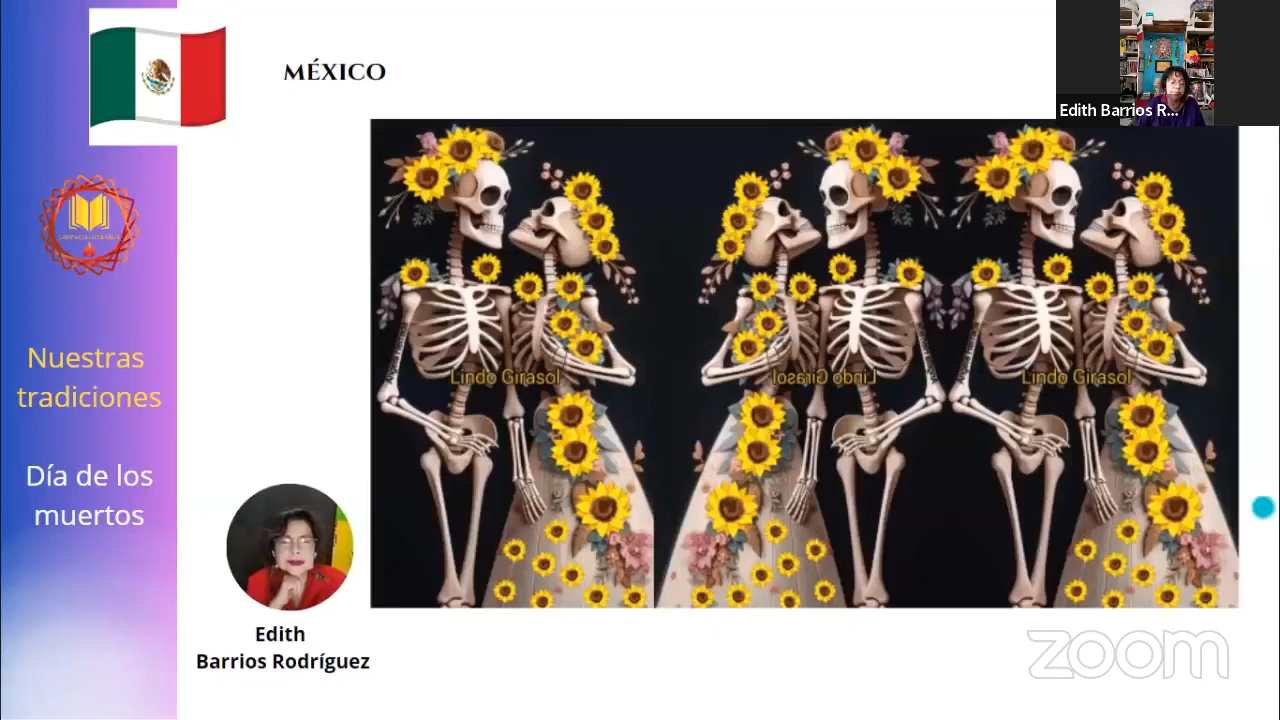 MÉXICO
Edith Barrios R...
Nuestras
tradiciones
Día de los
muertos
Lindo Girasol
Lindo Girasol
Lindo Girasol
Edith
Barrios Rodríguez
zoom